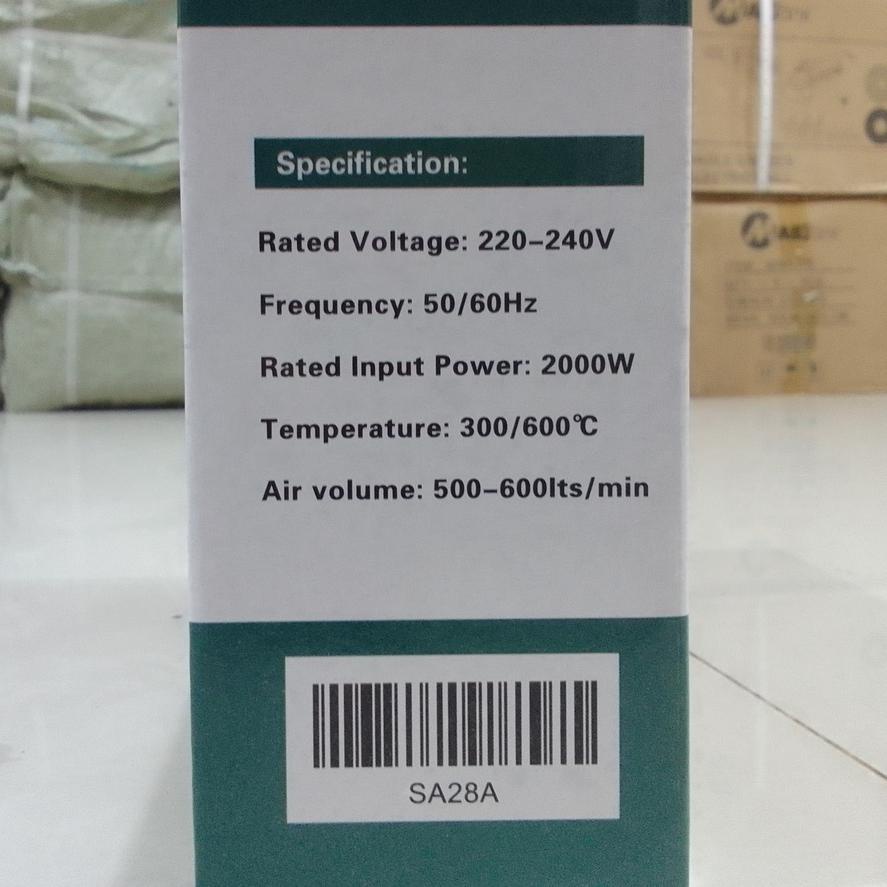 Specification:
Rated Voltage: 220–240V
Frequency: 50/60Hz
Rated Input Power: 2000W
Temperature: 300/600℃
Air volume: 500–600lts/min
SA28A